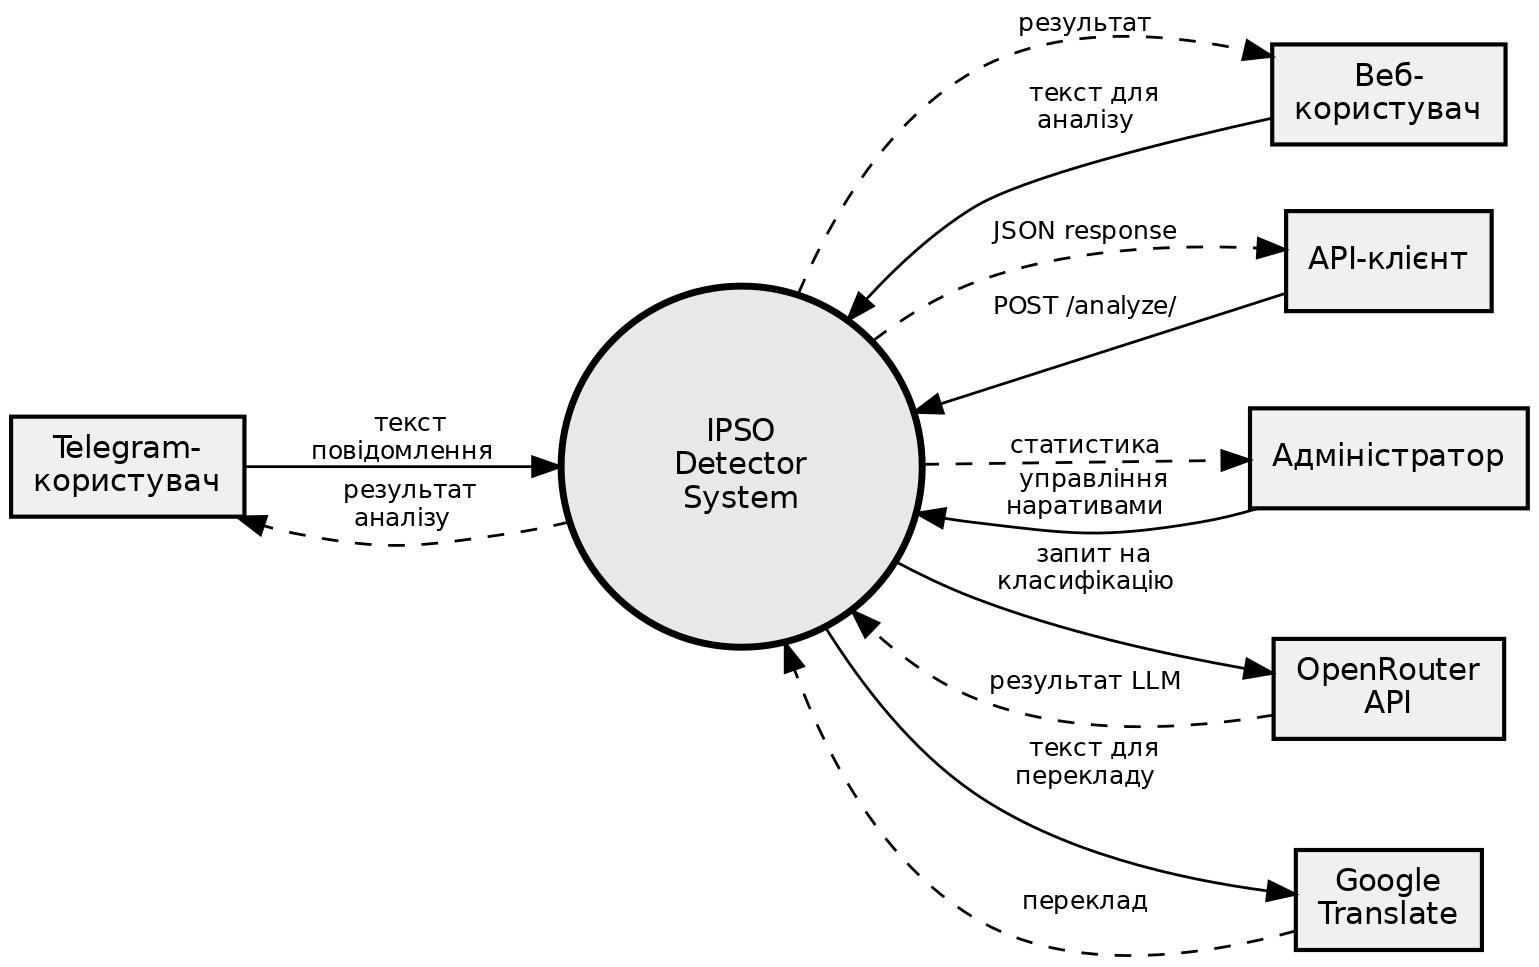 результат
Веб-
користувач
текст для
аналізу
JSON response
API-клієнт
POST /analyze/
Telegram-
користувач
текст
повідомлення
результат
аналізу
IPSO
Detector
System
статистика
Адміністратор
управління
наративами
запит на
класифікацію
OpenRouter
API
результат LLM
текст для
перекладу
Google
Translate
переклад